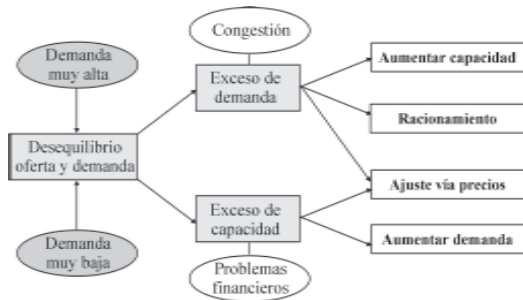 Congestión
Demanda
muy alta
Exceso de
demanda
Aumentar capacidad
Racionamiento
Desequilibrio
oferta y demanda
Ajuste vía precios
Exceso de
capacidad
Aumentar demanda
Demanda
muy baja
Problemas
financieros